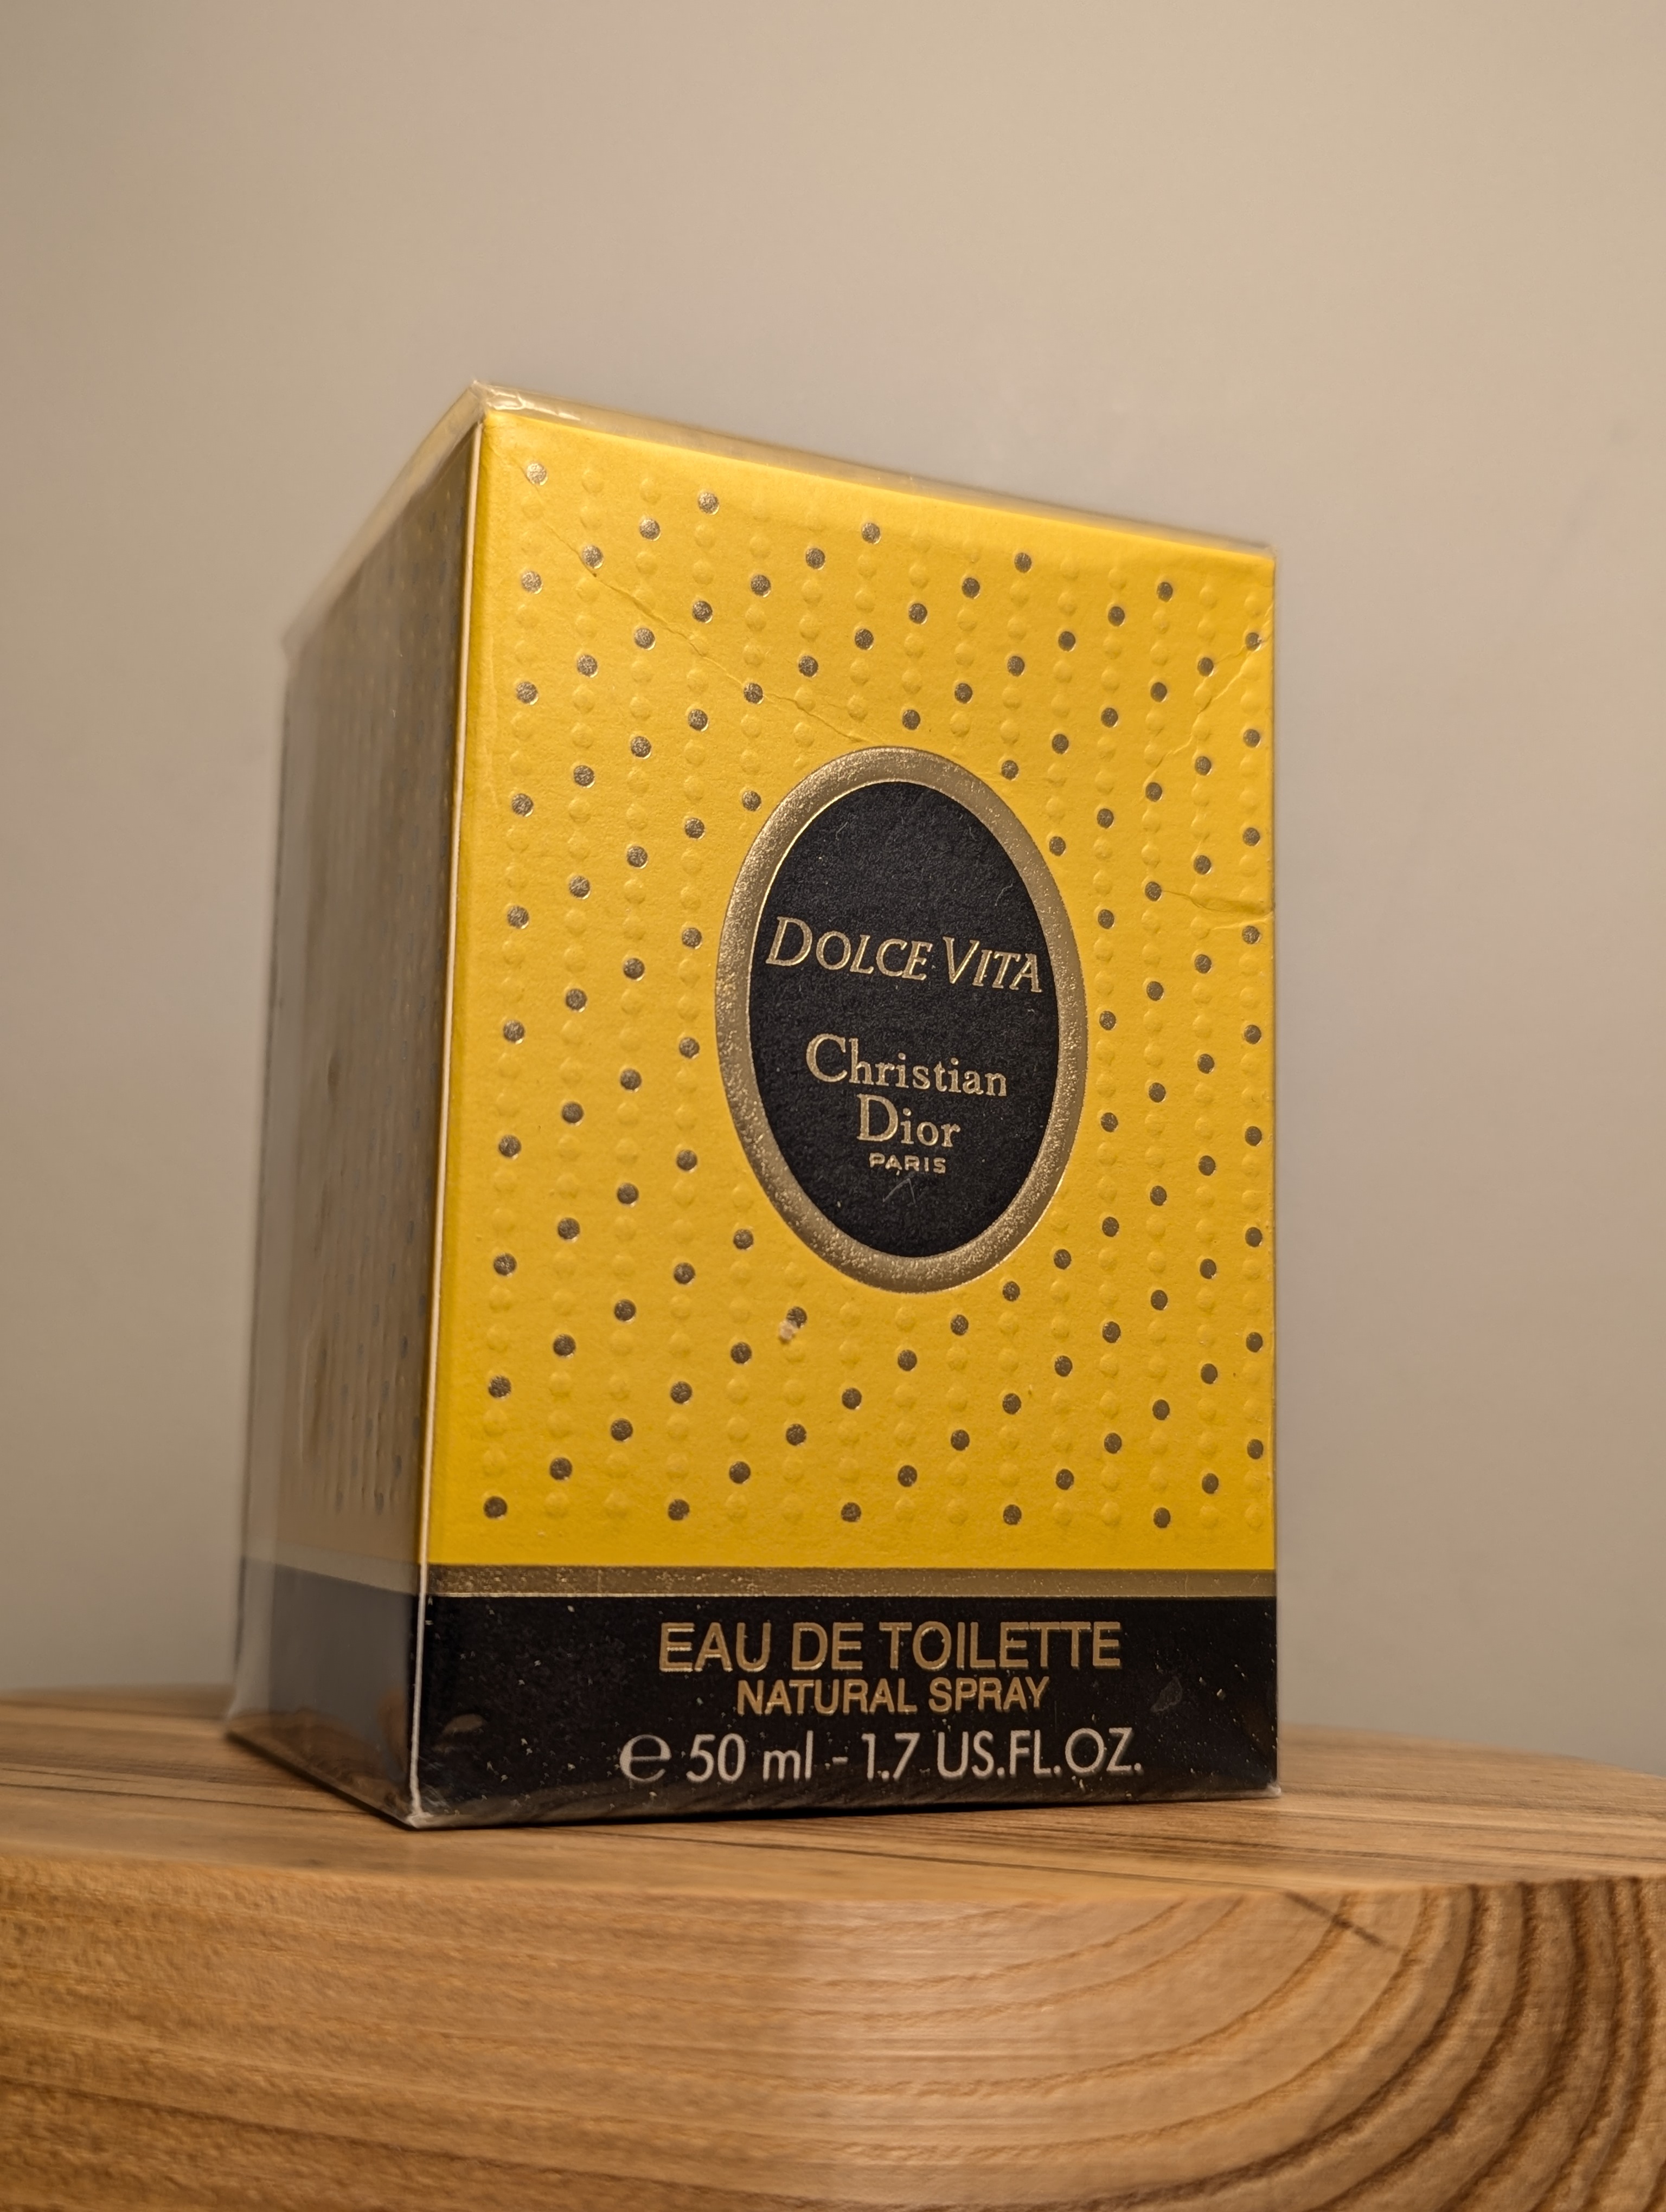 DOLCE VITA
Christian
Dior
PARIS
EAU DE TOILETTE
NATURAL SPRAY
℮ 50 ml - 1.7 US.FL.OZ.